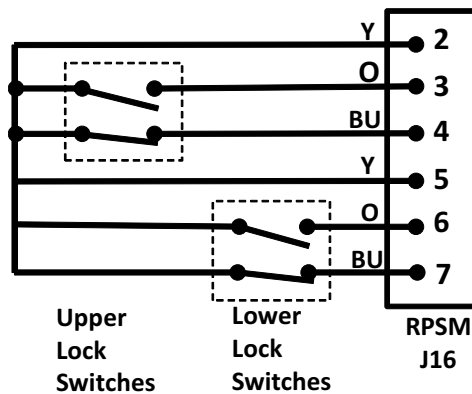 Y 2
O 3
BU 4
Y 5
O 6
BU 7
Upper
Lock
Switches
Lower
Lock
Switches
RPSM
J16